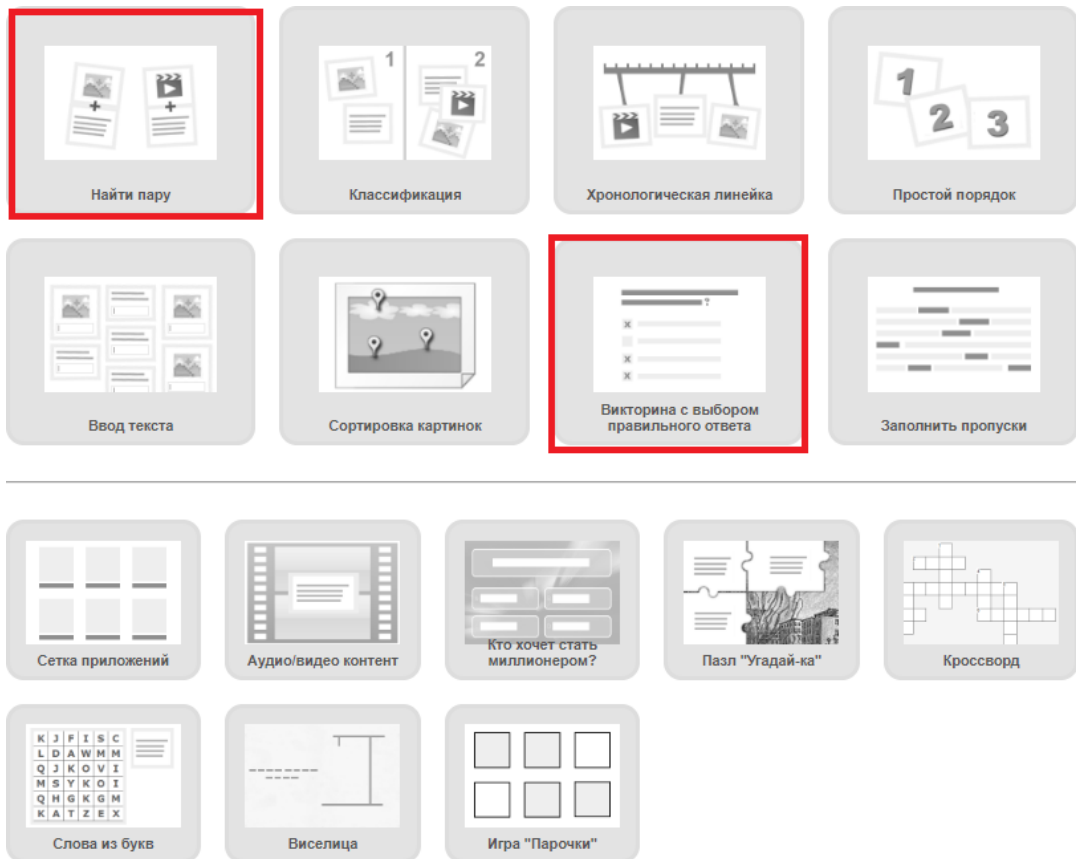 1
2
1
2
3
Найти пару
Классификация
Хронологическая линейка
Простой порядок
?
Ввод текста
Сортировка картинок
Викторина с выбором
правильного ответа
Заполнить пропуски
Сетка приложений
Аудио/видео контент
Кто хочет стать
миллионером?
Пазл "Угадай-ка"
Кроссворд
K J F I S C
L D A W M M
Q J K O V I
M S Y K O I
Q H G K G M
K A T Z E X
Слова из букв
Виселица
Игра "Парочки"